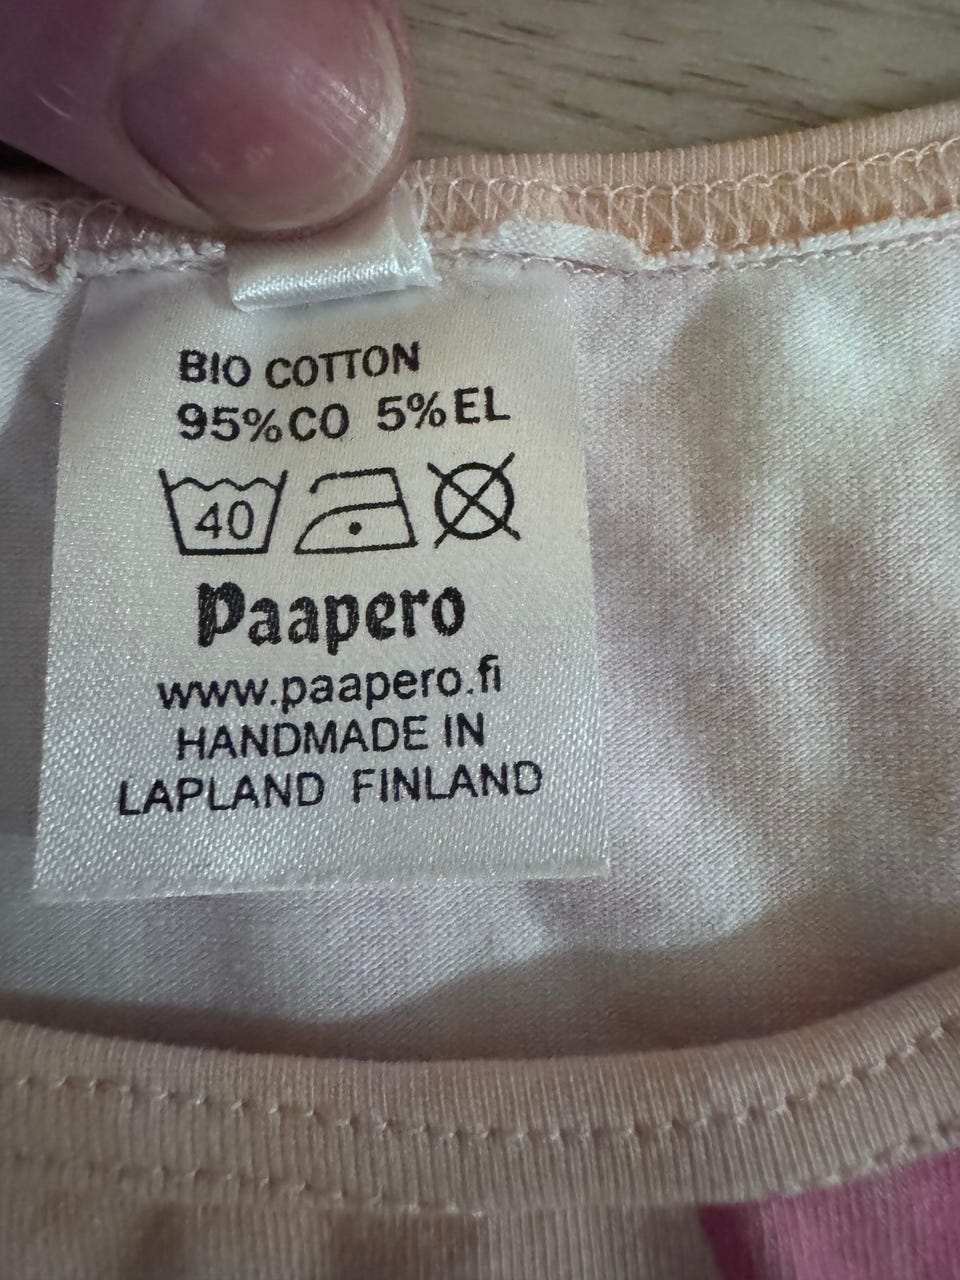 BIO COTTON
95%CO 5%EL
40
Paapero
www.paapero.fi
HANDMADE IN
LAPLAND FINLAND